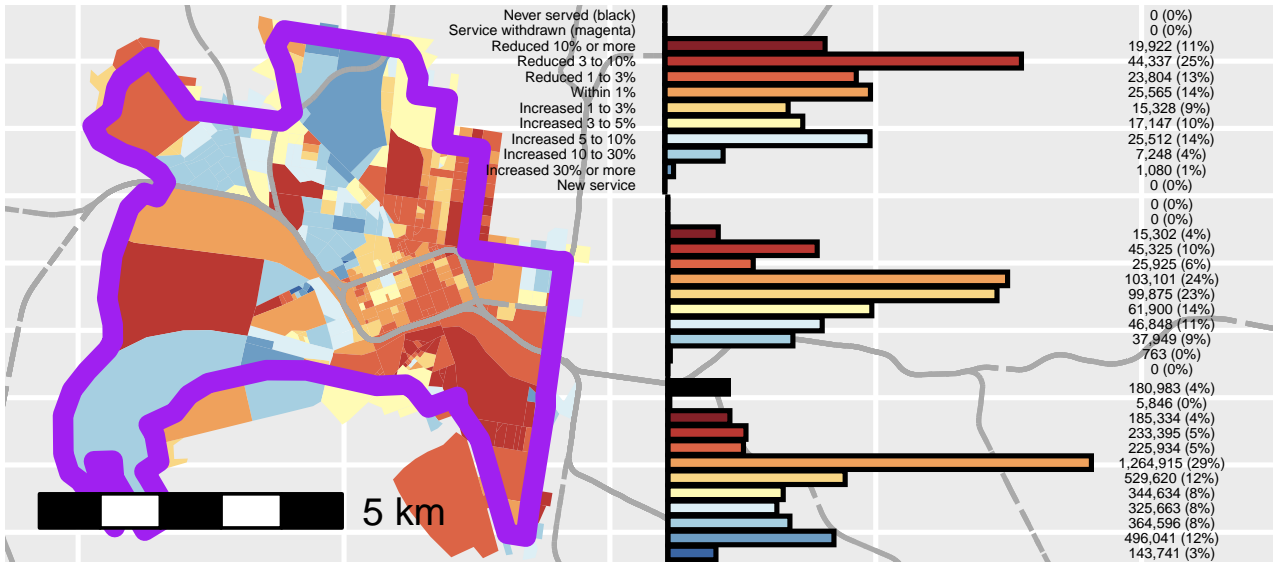 Never served (black) 0 (0%)
Service withdrawn (magenta) 0 (0%)
Reduced 10% or more 19,922 (11%)
Reduced 3 to 10% 44,337 (25%)
Reduced 1 to 3% 23,804 (13%)
Within 1% 25,565 (14%)
Increased 1 to 3% 15,328 (9%)
Increased 3 to 5% 17,147 (10%)
Increased 5 to 10% 25,512 (14%)
Increased 10 to 30% 7,248 (4%)
Increased 30% or more 1,080 (1%)
New service 0 (0%)
0 (0%)
0 (0%)
15,302 (4%)
45,325 (10%)
25,925 (6%)
103,101 (24%)
99,875 (23%)
61,900 (14%)
46,848 (11%)
37,949 (9%)
763 (0%)
0 (0%)
180,983 (4%)
5,846 (0%)
185,334 (4%)
233,395 (5%)
225,934 (5%)
1,264,915 (29%)
529,620 (12%)
344,634 (8%)
325,663 (8%)
364,596 (8%)
496,041 (12%)
143,741 (3%)
5 km